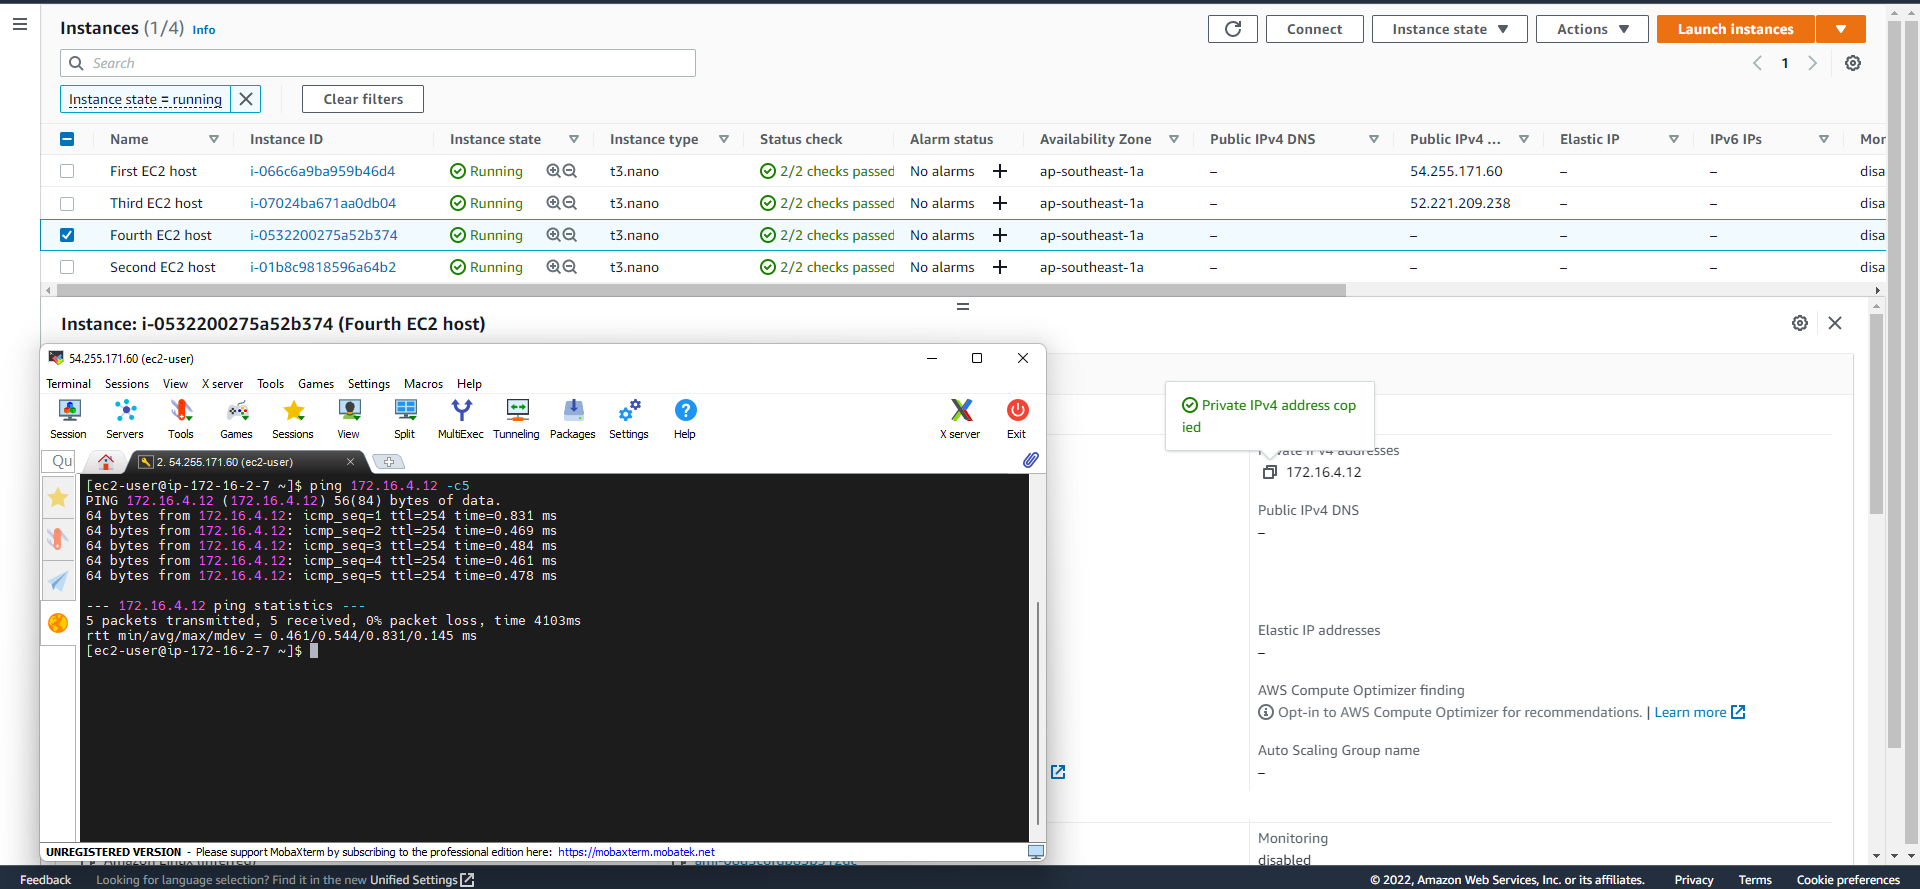 Instances (1/4) Info
Connect
Instance state
Actions
Launch instances
Search
1
Instance state = running
Clear filters
Name Instance ID Instance state Instance type Status check Alarm status Availability Zone Public IPv4 DNS Public IPv4 ... Elastic IP IPv6 IPs Mor
First EC2 host i-066c6a9ba959b46d4 Running t3.nano 2/2 checks passed No alarms + ap-southeast-1a – 54.255.171.60 – – disa
Third EC2 host i-07024ba671aa0db04 Running t3.nano 2/2 checks passed No alarms + ap-southeast-1a – 52.221.209.238 – – disa
Fourth EC2 host i-0532200275a52b374 Running t3.nano 2/2 checks passed No alarms + ap-southeast-1a – – – – disa
Second EC2 host i-01b8c9818596a64b2 Running t3.nano 2/2 checks passed No alarms + ap-southeast-1a – – – – disa
Instance: i-0532200275a52b374 (Fourth EC2 host)
54.255.171.60 (ec2-user)
Terminal Sessions View X server Tools Games Settings Macros Help
Session Servers Tools Games Sessions View Split MultiExec Tunneling Packages Settings Help X server Exit
Qu
2. 54.255.171.60 (ec2-user)
[ec2-user@ip-172-16-2-7 ~]$ ping 172.16.4.12 -c5
PING 172.16.4.12 (172.16.4.12) 56(84) bytes of data.
64 bytes from 172.16.4.12: icmp_seq=1 ttl=254 time=0.831 ms
64 bytes from 172.16.4.12: icmp_seq=2 ttl=254 time=0.469 ms
64 bytes from 172.16.4.12: icmp_seq=3 ttl=254 time=0.484 ms
64 bytes from 172.16.4.12: icmp_seq=4 ttl=254 time=0.461 ms
64 bytes from 172.16.4.12: icmp_seq=5 ttl=254 time=0.478 ms
--- 172.16.4.12 ping statistics ---
5 packets transmitted, 5 received, 0% packet loss, time 4103ms
rtt min/avg/max/mdev = 0.461/0.544/0.831/0.145 ms
[ec2-user@ip-172-16-2-7 ~]$
UNREGISTERED VERSION - Please support MobaXterm by subscribing to the professional edition here: https://mobaxterm.mobatek.net
Private IPv4 address cop
ied
Private IPv4 addresses
172.16.4.12
Public IPv4 DNS
–
Elastic IP addresses
–
AWS Compute Optimizer finding
Opt-in to AWS Compute Optimizer for recommendations. | Learn more
Auto Scaling Group name
–
Monitoring
disabled
Feedback Looking for language selection? Find it in the new Unified Settings
© 2022, Amazon Web Services, Inc. or its affiliates. Privacy Terms Cookie preferences